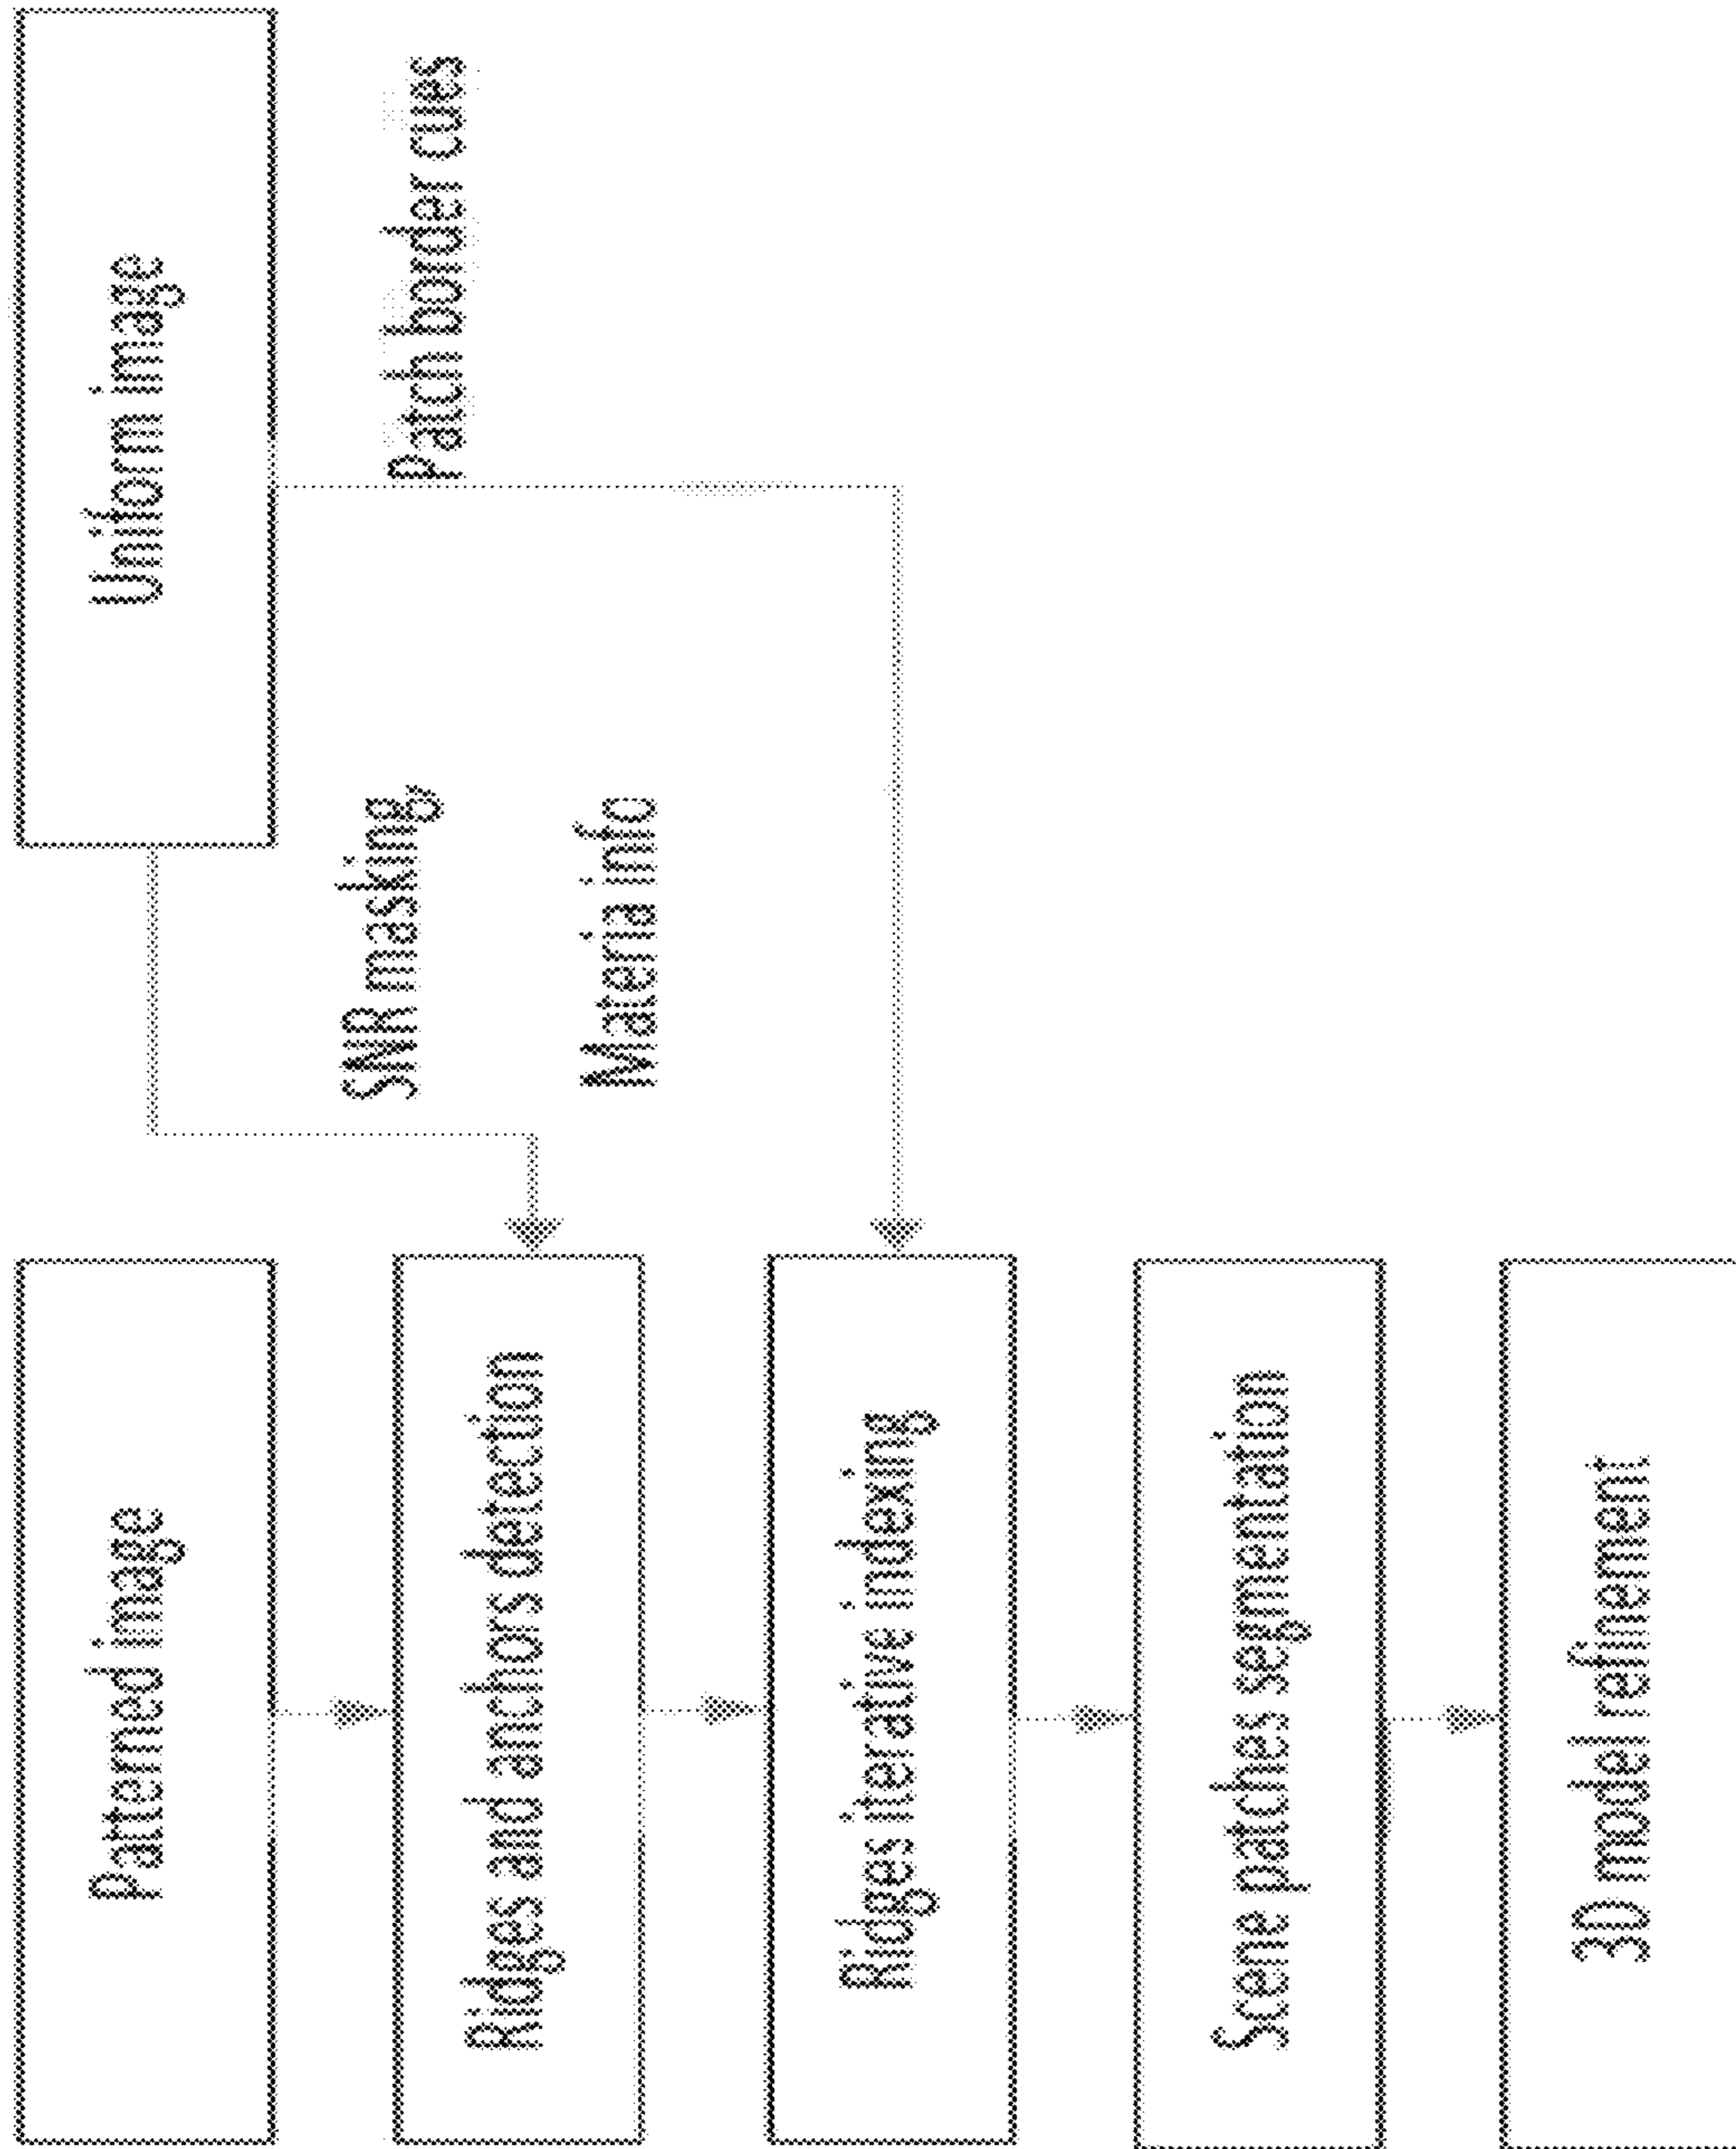 Patterned image
Uniform image
SNR masking
Patch border cues
Ridges and anchors detection
Materia info
Ridges iterative indexing
Scene patches segmentation
3D model refinement